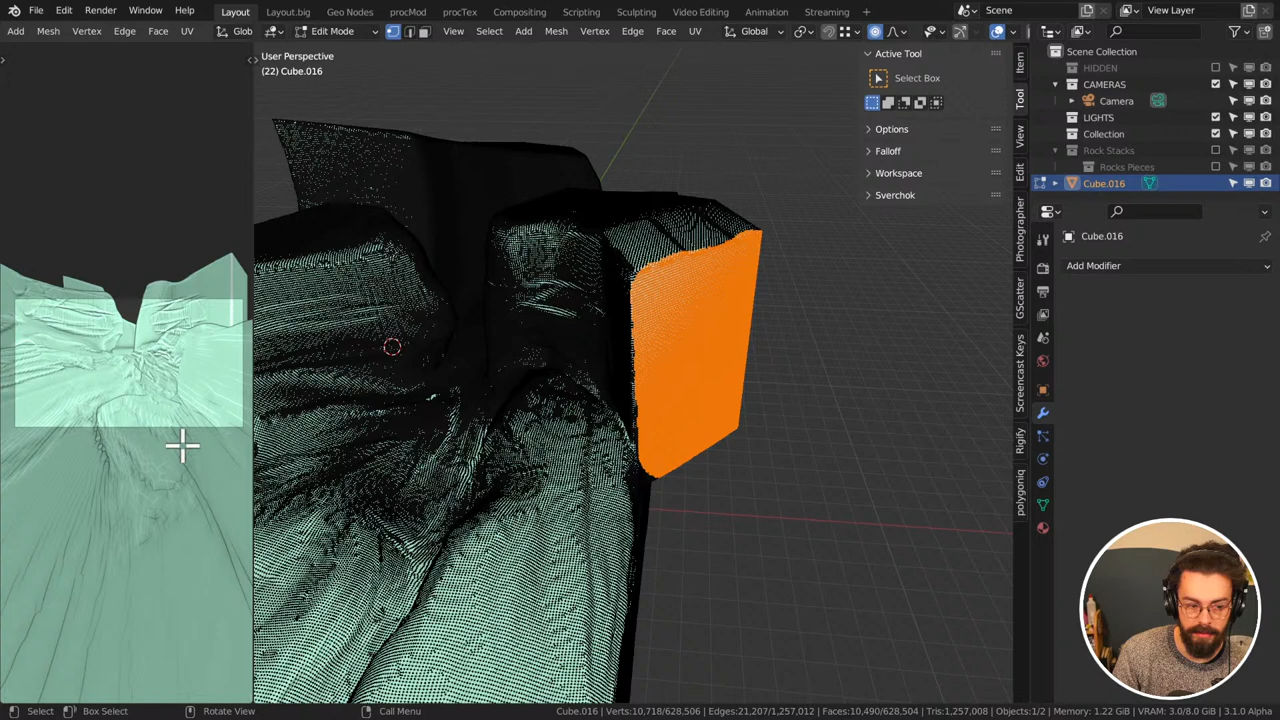 File Edit Render Window Help Layout Layout.big Geo Nodes procMod procTex Compositing Scripting Sculpting Video Editing Animation Streaming + Scene View Layer
Add Mesh Vertex Edge Face UV Glob Edit Mode View Select Add Mesh Vertex Edge Face UV Global
User Perspective
(22) Cube.016
Active Tool
Select Box
Options
Falloff
Workspace
Sverchok
Item
Tool
View
Edit
Photographer
GScatter
Screencast Keys
Rigify
polygoniq
Scene Collection
HIDDEN
CAMERAS
Camera
LIGHTS
Collection
Rock Stacks
Rocks Pieces
Cube.016
Cube.016
Add Modifier
Select Box Select Rotate View Call Menu Cube.016 | Verts:10,718/628,506 | Edges:21,207/1,257,012 | Faces:10,490/628,504 | Tris:1,257,008 | Objects:1/2 | Memory: 1.22 GiB | VRAM: 3.0/8.0 GiB | 3.1.0 Alpha